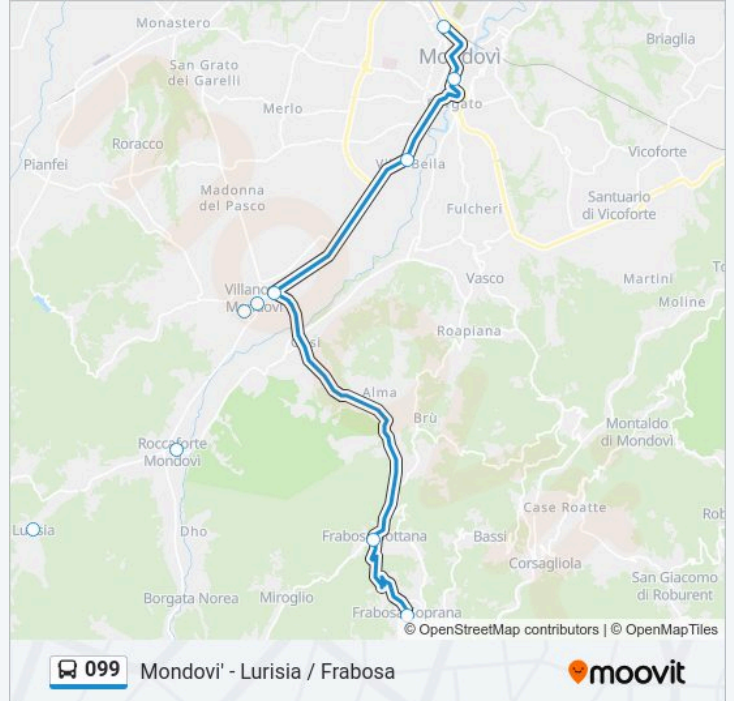 Monastero
Briaglia
Mondovì
San Grato
dei Garelli
Merlo
Roracco
Pianfei
Vicoforte
Madonna
del Pasco
Santuario
di Vicoforte
Fulcheri
Vasco
Martini
Moline
Roapiana
Alma
Brù
Montaldo
di Mondovì
Roccaforte
Mondovì
Case Roatte
Dho
Bassi
Corsagliola
San Giacomo
di Roburent
Borgata Norea
Miroglio
© OpenStreetMap contributors | © OpenMapTiles
099 Mondovi' - Lurisia / Frabosa
moovit